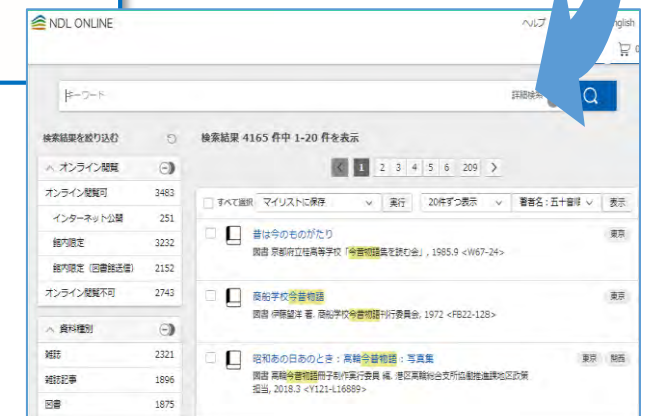 NDL ONLINE
ヘルプ
nglish
キーワード
詳細検索
検索結果を絞り込む
検索結果 4165 件中 1-20 件を表示
オンライン閲覧
1 2 3 4 5 6 209
オンライン閲覧可 3483
すべて選択 マイリストに保存 実行 20件ずつ表示 著者名:五十音順 表示
インターネット公開 251
館内限定 3232
昔は今のものがたり 東京
図書 京都府立桂高等学校「今昔物語集を読む会」, 1985.9 <W67-24>
館内限定(図書館送信) 2152
オンライン閲覧不可 2743
商船学校今昔物語 東京
図書 伊藤望洋 著. 商船学校今昔物語刊行委員会, 1972 <FB22-128>
資料種別
雑誌 2321
昭和あの日あのとき : 高輪今昔物語 : 写真集 東京 関西
雑誌記事 1896
図書 高輪今昔物語冊子制作実行委員 編. 港区高輪総合支所協働推進課地区政策
担当, 2018.3 <Y121-L16889>
図書 1875